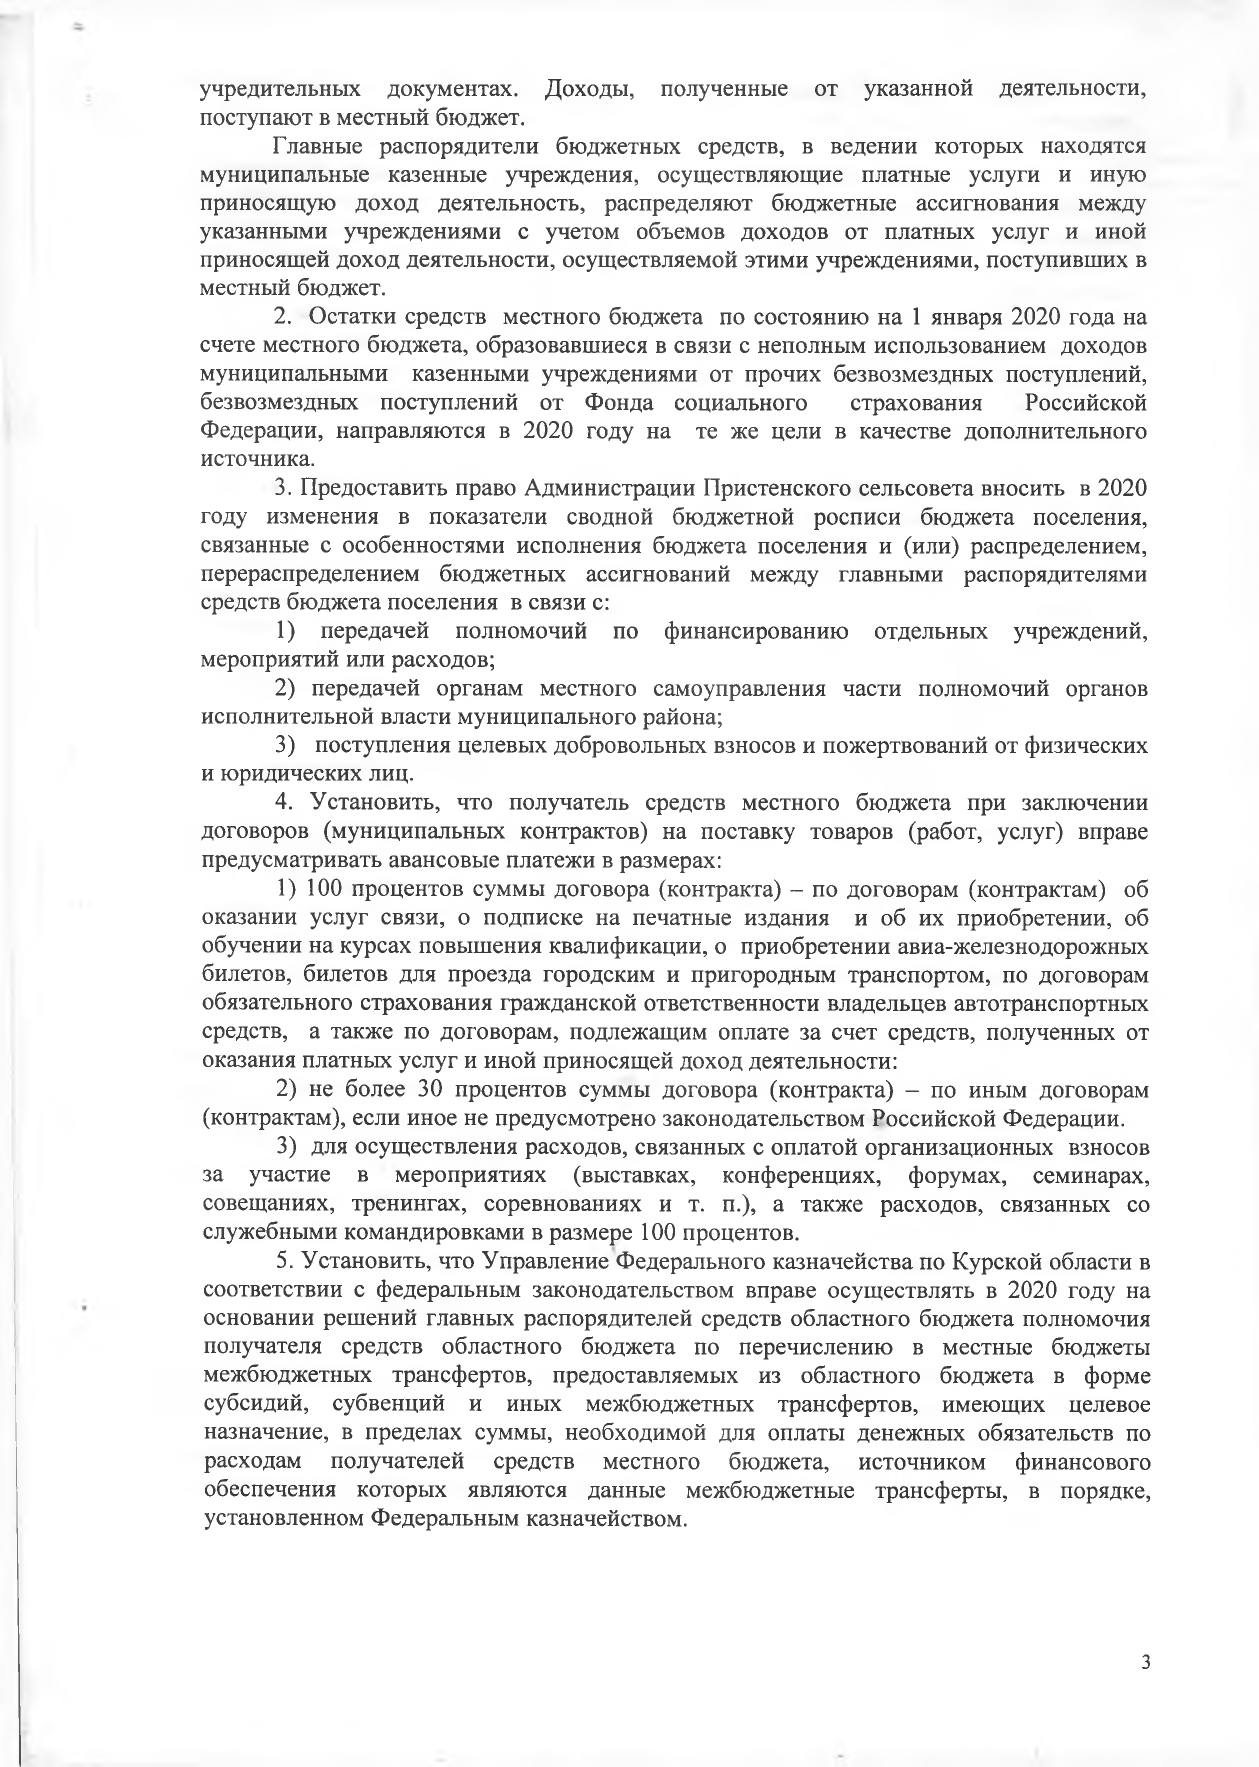 учредительных документах. Доходы, полученные от указанной деятельности,
поступают в местный бюджет.
Главные распорядители бюджетных средств, в ведении которых находятся
муниципальные казенные учреждения, осуществляющие платные услуги и иную
приносящую доход деятельность, распределяют бюджетные ассигнования между
указанными учреждениями с учетом объемов доходов от платных услуг и иной
приносящей доход деятельности, осуществляемой этими учреждениями, поступивших в
местный бюджет.
2. Остатки средств местного бюджета по состоянию на 1 января 2020 года на
счете местного бюджета, образовавшиеся в связи с неполным использованием доходов
муниципальными казенными учреждениями от прочих безвозмездных поступлений,
безвозмездных поступлений от Фонда социального страхования Российской
Федерации, направляются в 2020 году на те же цели в качестве дополнительного
источника.
3. Предоставить право Администрации Пристенского сельсовета вносить в 2020
году изменения в показатели сводной бюджетной росписи бюджета поселения,
связанные с особенностями исполнения бюджета поселения и (или) распределением,
перераспределением бюджетных ассигнований между главными распорядителями
средств бюджета поселения в связи с:
1) передачей полномочий по финансированию отдельных учреждений,
мероприятий или расходов;
2) передачей органам местного самоуправления части полномочий органов
исполнительной власти муниципального района;
3) поступления целевых добровольных взносов и пожертвований от физических
и юридических лиц.
4. Установить, что получатель средств местного бюджета при заключении
договоров (муниципальных контрактов) на поставку товаров (работ, услуг) вправе
предусматривать авансовые платежи в размерах:
1) 100 процентов суммы договора (контракта) – по договорам (контрактам) об
оказании услуг связи, о подписке на печатные издания и об их приобретении, об
обучении на курсах повышения квалификации, о приобретении авиа-железнодорожных
билетов, билетов для проезда городским и пригородным транспортом, по договорам
обязательного страхования гражданской ответственности владельцев автотранспортных
средств, а также по договорам, подлежащим оплате за счет средств, полученных от
оказания платных услуг и иной приносящей доход деятельности:
2) не более 30 процентов суммы договора (контракта) – по иным договорам
(контрактам), если иное не предусмотрено законодательством Российской Федерации.
3) для осуществления расходов, связанных с оплатой организационных взносов
за участие в мероприятиях (выставках, конференциях, форумах, семинарах,
совещаниях, тренингах, соревнованиях и т. п.), а также расходов, связанных со
служебными командировками в размере 100 процентов.
5. Установить, что Управление Федерального казначейства по Курской области в
соответствии с федеральным законодательством вправе осуществлять в 2020 году на
основании решений главных распорядителей средств областного бюджета полномочия
получателя средств областного бюджета по перечислению в местные бюджеты
межбюджетных трансфертов, предоставляемых из областного бюджета в форме
субсидий, субвенций и иных межбюджетных трансфертов, имеющих целевое
назначение, в пределах суммы, необходимой для оплаты денежных обязательств по
расходам получателей средств местного бюджета, источником финансового
обеспечения которых являются данные межбюджетные трансферты, в порядке,
установленном Федеральным казначейством.
3